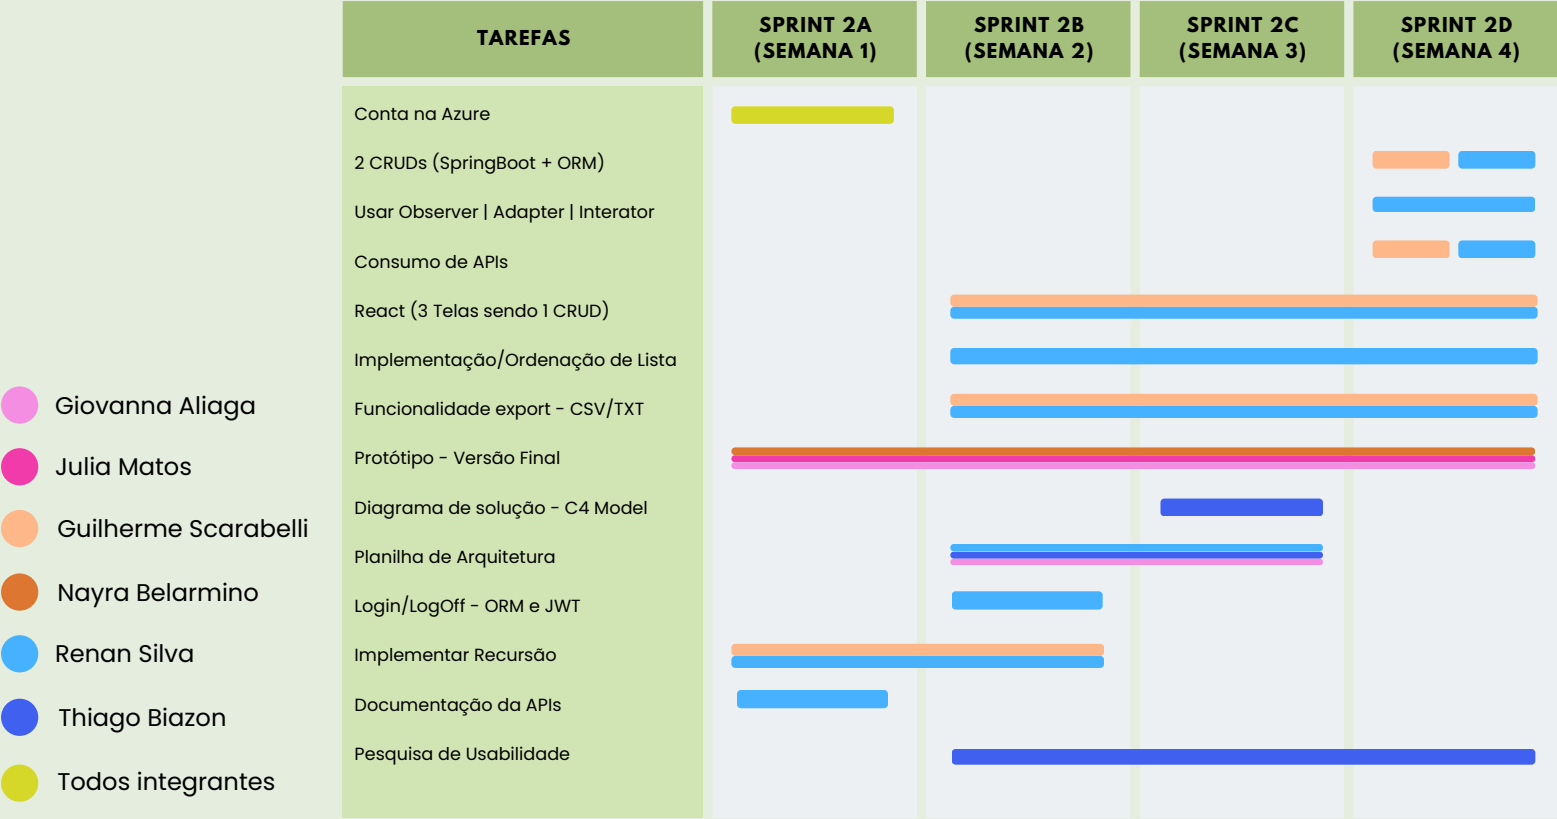 TAREFAS
SPRINT 2A
(SEMANA 1)
SPRINT 2B
(SEMANA 2)
SPRINT 2C
(SEMANA 3)
SPRINT 2D
(SEMANA 4)
Conta na Azure
2 CRUDs (SpringBoot + ORM)
Usar Observer | Adapter | Interator
Consumo de APIs
React (3 Telas sendo 1 CRUD)
Implementação/Ordenação de Lista
Funcionalidade export - CSV/TXT
Protótipo - Versão Final
Diagrama de solução - C4 Model
Planilha de Arquitetura
Login/LogOff - ORM e JWT
Implementar Recursão
Documentação da APIs
Pesquisa de Usabilidade
Giovanna Aliaga
Julia Matos
Guilherme Scarabelli
Nayra Belarmino
Renan Silva
Thiago Biazon
Todos integrantes